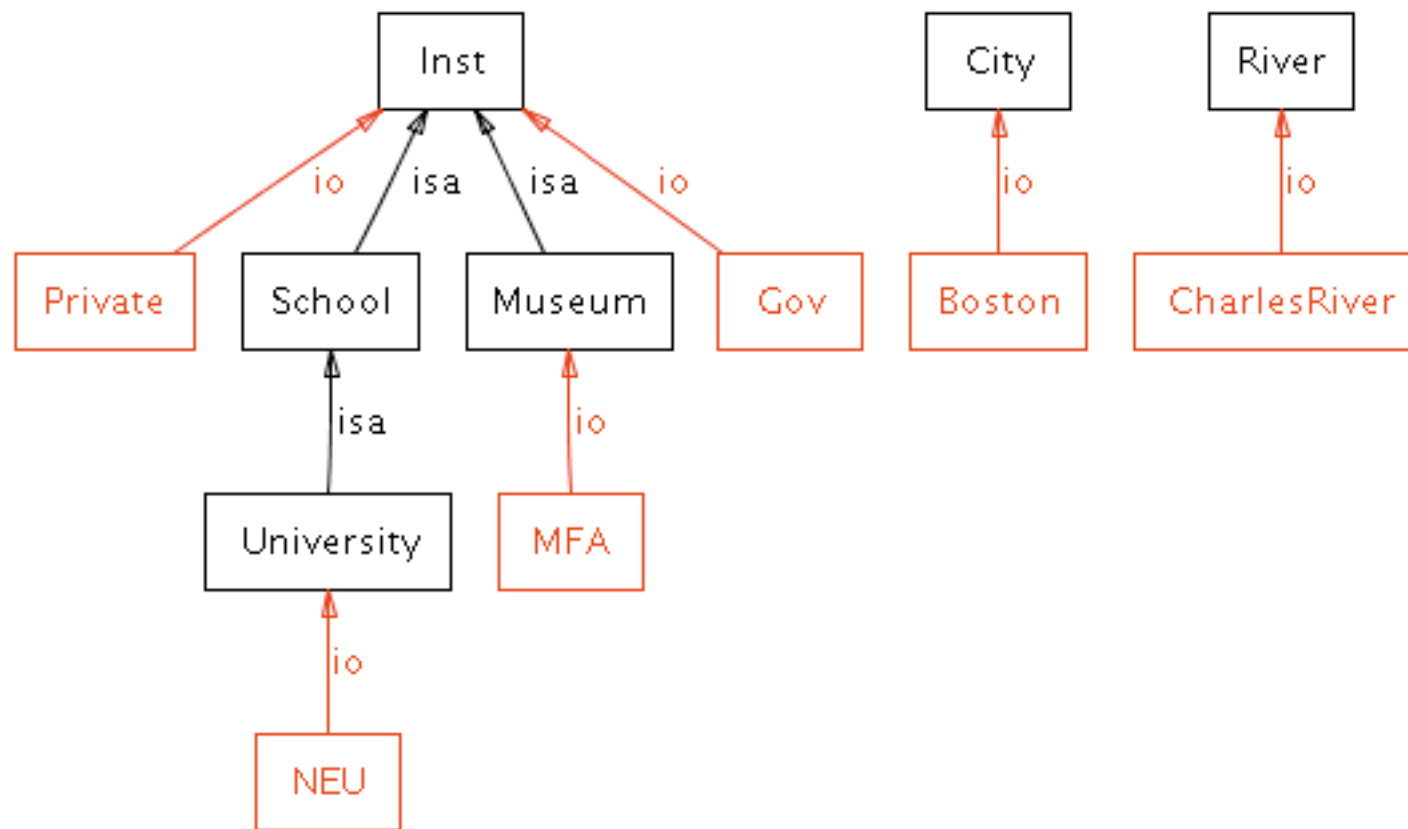 Inst City River
io isa isa io io io
Private School Museum Gov Boston CharlesRiver
isa io
University MFA
io
NEU